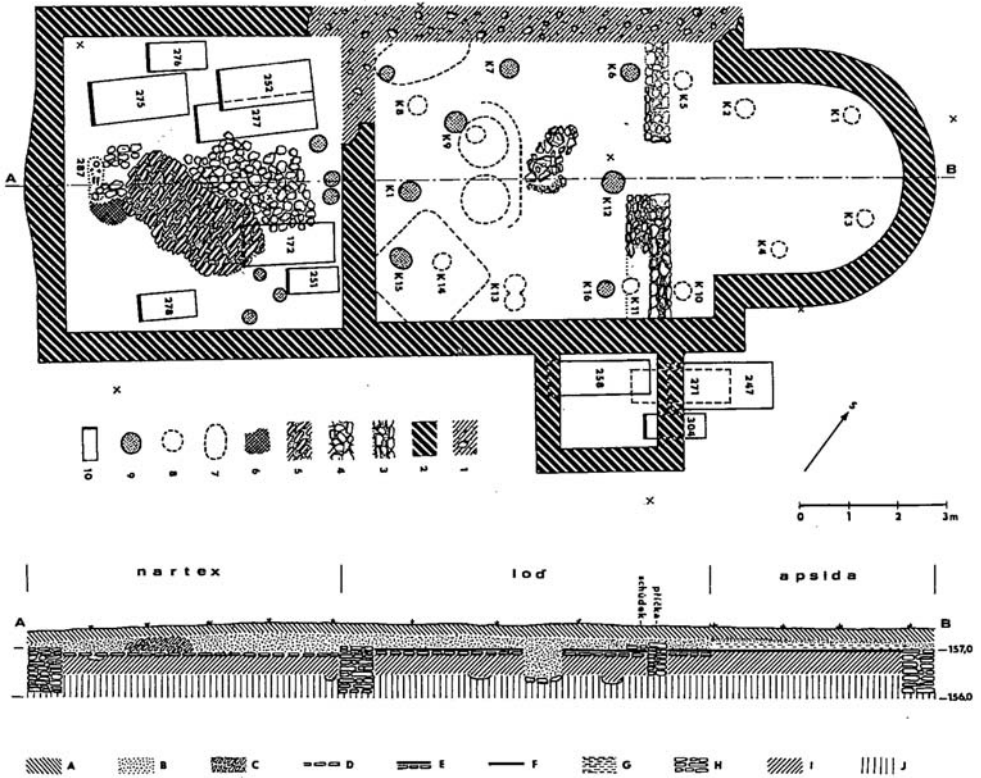 276
275
252
277
287
172
251
278
K7
K8
K9
K6
K5
K2
K1
K1
K12
K3
K4
K15
K14
K13
K16
K11
K10
A
B
258
271
247
304
10
9
8
7
6
5
4
3
2
1
S
0 1 2 3m
nartex loď apsida
schůdek
příčka
A B
157,0
156,0
A B C D E F G H I J